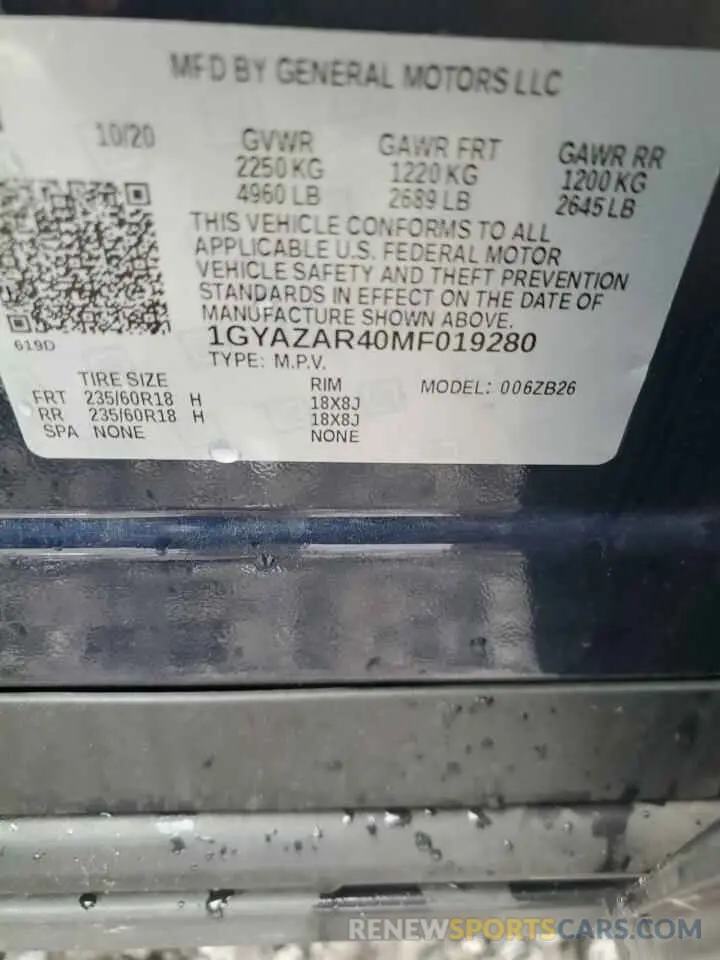 MFD BY GENERAL MOTORS LLC
10/20 GVWR GAWR FRT GAWR RR
2250 KG 1220 KG 1200 KG
4960 LB 2689 LB 2645 LB
THIS VEHICLE CONFORMS TO ALL
APPLICABLE U.S. FEDERAL MOTOR
VEHICLE SAFETY AND THEFT PREVENTION
STANDARDS IN EFFECT ON THE DATE OF
MANUFACTURE SHOWN ABOVE.
619D 1GYAZAR40MF019280
TYPE: M.P.V.
TIRE SIZE RIM MODEL: 006ZB26
FRT 235/60R18 H 18X8J
RR 235/60R18 H 18X8J
SPA NONE NONE
RENEWSPORTSCARS.COM